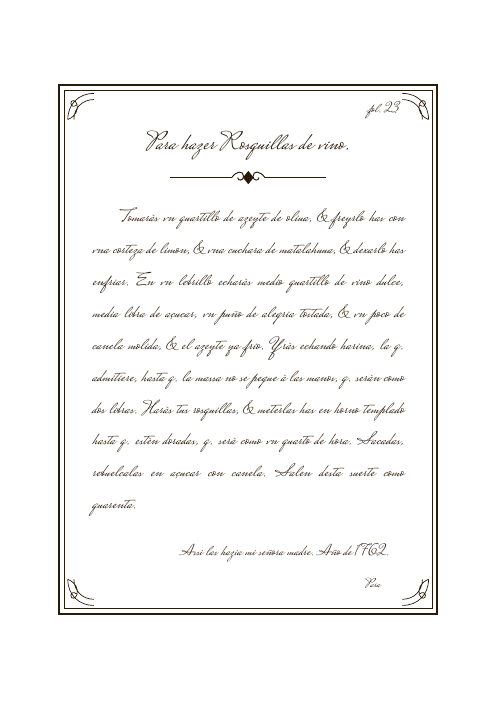 fol. 23
Para hazer Rosquillas de vino.
Tomarás vn quartillo de azeyte de oliua, & freyrlo has con
vna corteza de limon, & vna cuchara de matalahuua, & dexarlo has
enfriar. En vn lebrillo echarás medio quartillo de vino dulce,
media libra de açucar, vn puño de alegria tostada, & vn poco de
canela molida, & el azeyte ya frio. Yrás echando harina, la q.
admittiere, hasta q. la massa no se pegue à las manos, q. serán como
dos libras. Harás tus rosquillas, & meterlas has en horno templado
hasta q. estén doradas, q. será como vn quarto de hora. Sacadas,
rebuelcalas en açucar con canela. Salen desta suerte como
quarenta.
Assi las hazia mi señora madre. Año de 1762.
Para